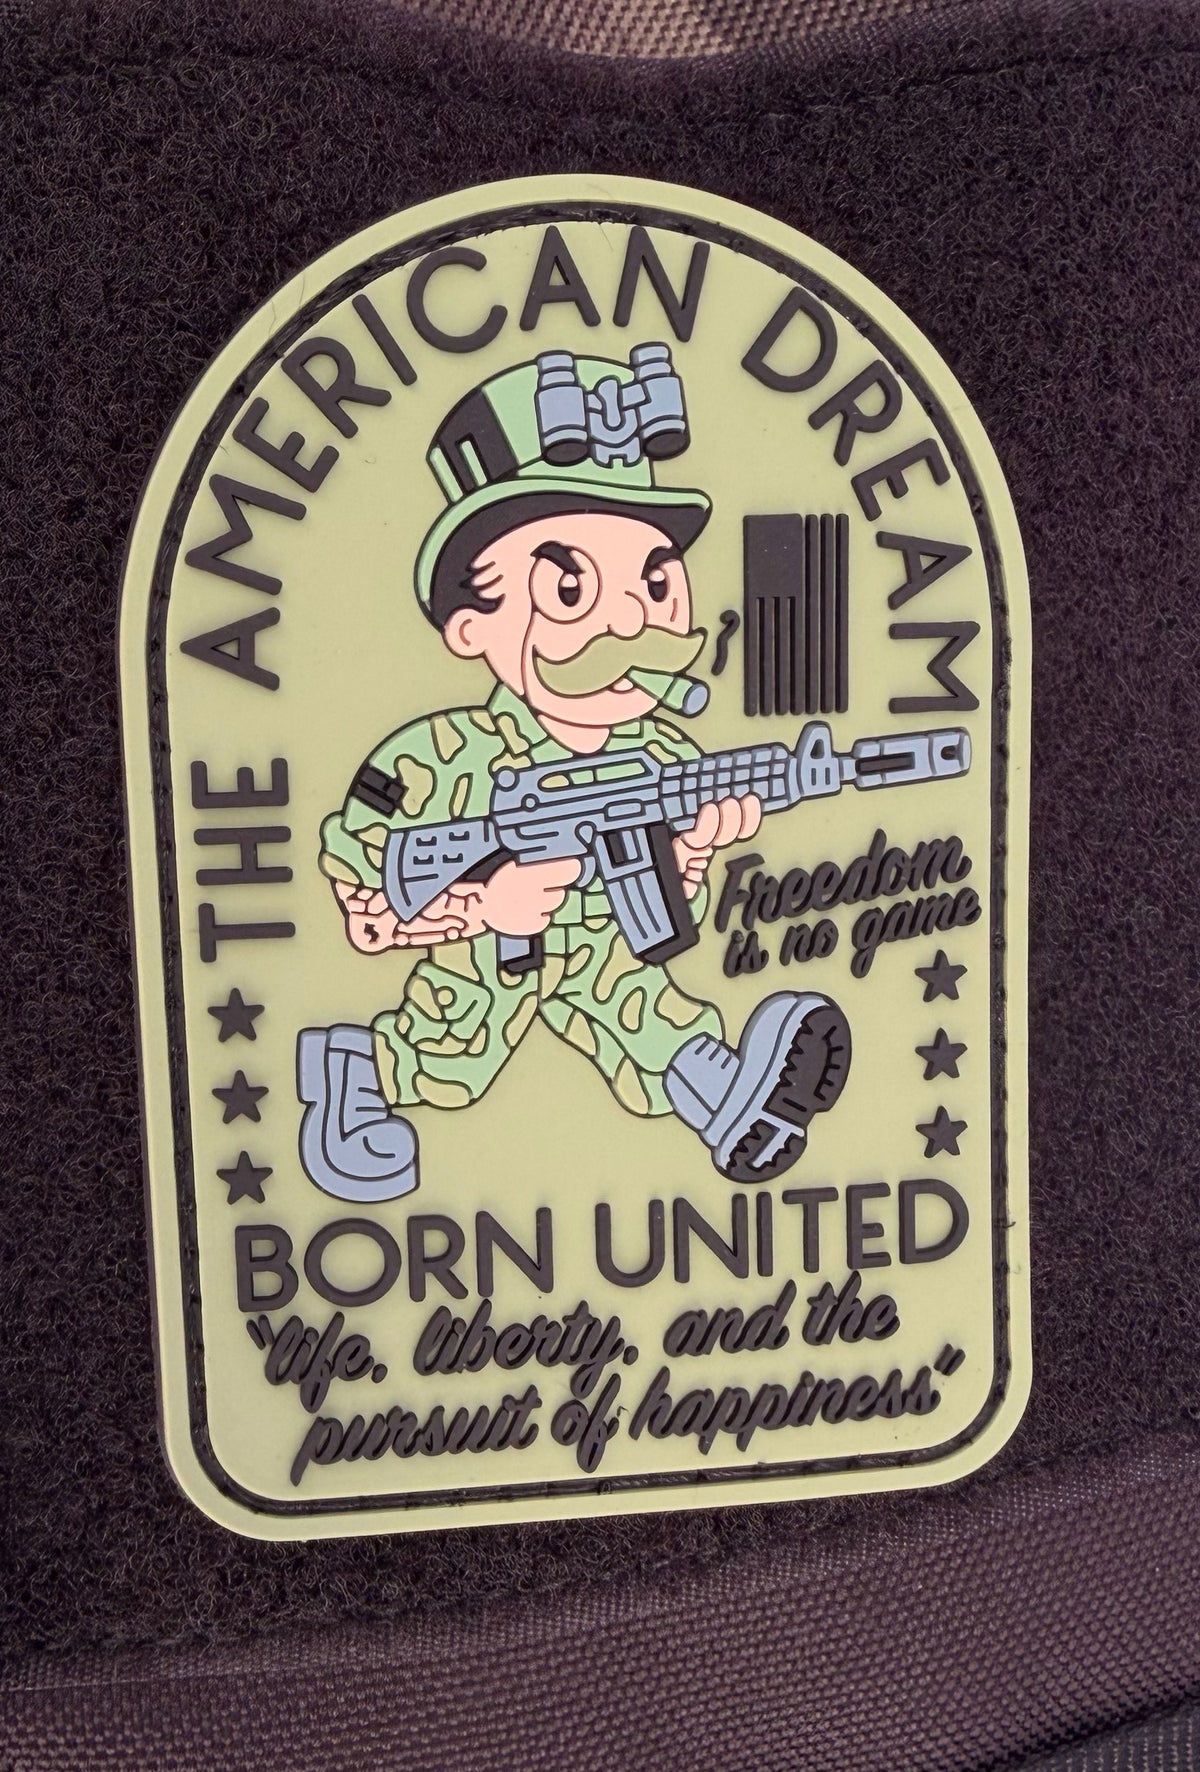 THE AMERICAN DREAM
Freedom
is no game
BORN UNITED
"life, liberty, and the
pursuit of happiness"